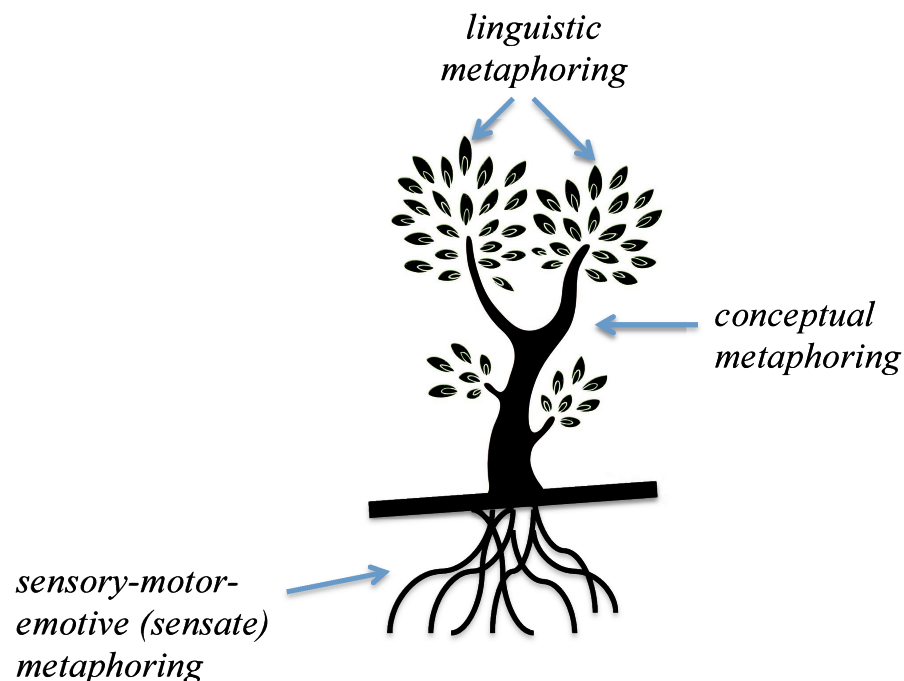 linguistic
metaphoring
conceptual
metaphoring
sensory-motor-
emotive (sensate)
metaphoring